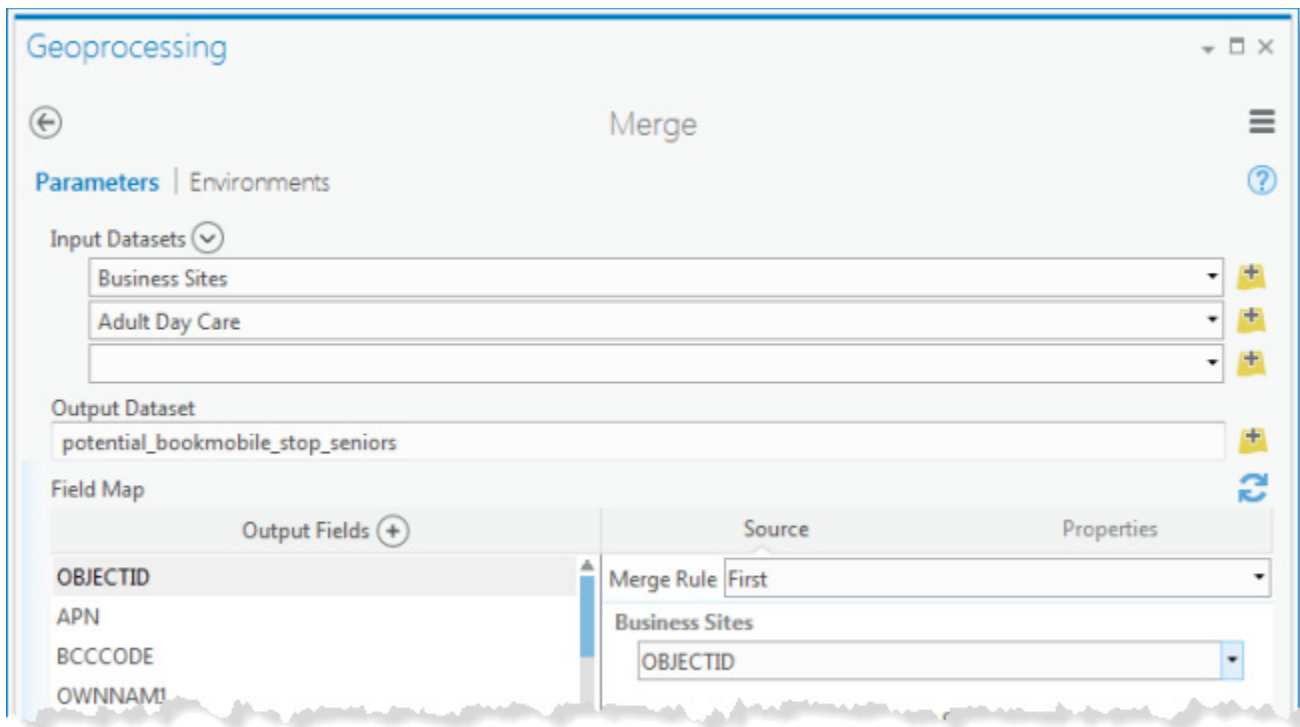 Geoprocessing
Merge
Parameters | Environments
Input Datasets
Business Sites
Adult Day Care
Output Dataset
potential_bookmobile_stop_seniors
Field Map
Output Fields Source Properties
OBJECTID Merge Rule First
APN Business Sites
BCCCODE OBJECTID
OWNNAM1